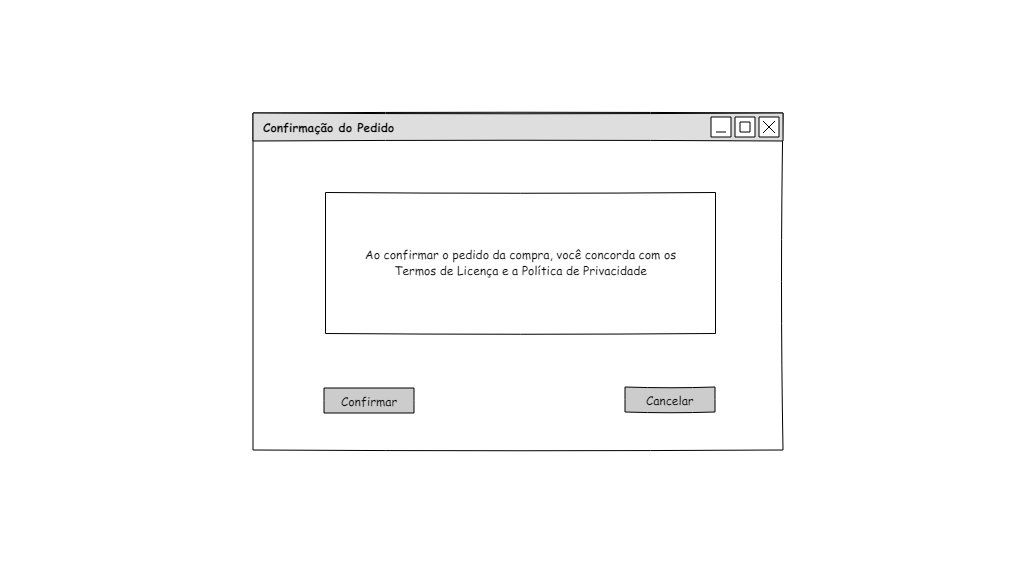 Confirmação do Pedido
Ao confirmar o pedido da compra, você concorda com os
Termos de Licença e a Política de Privacidade
Confirmar
Cancelar